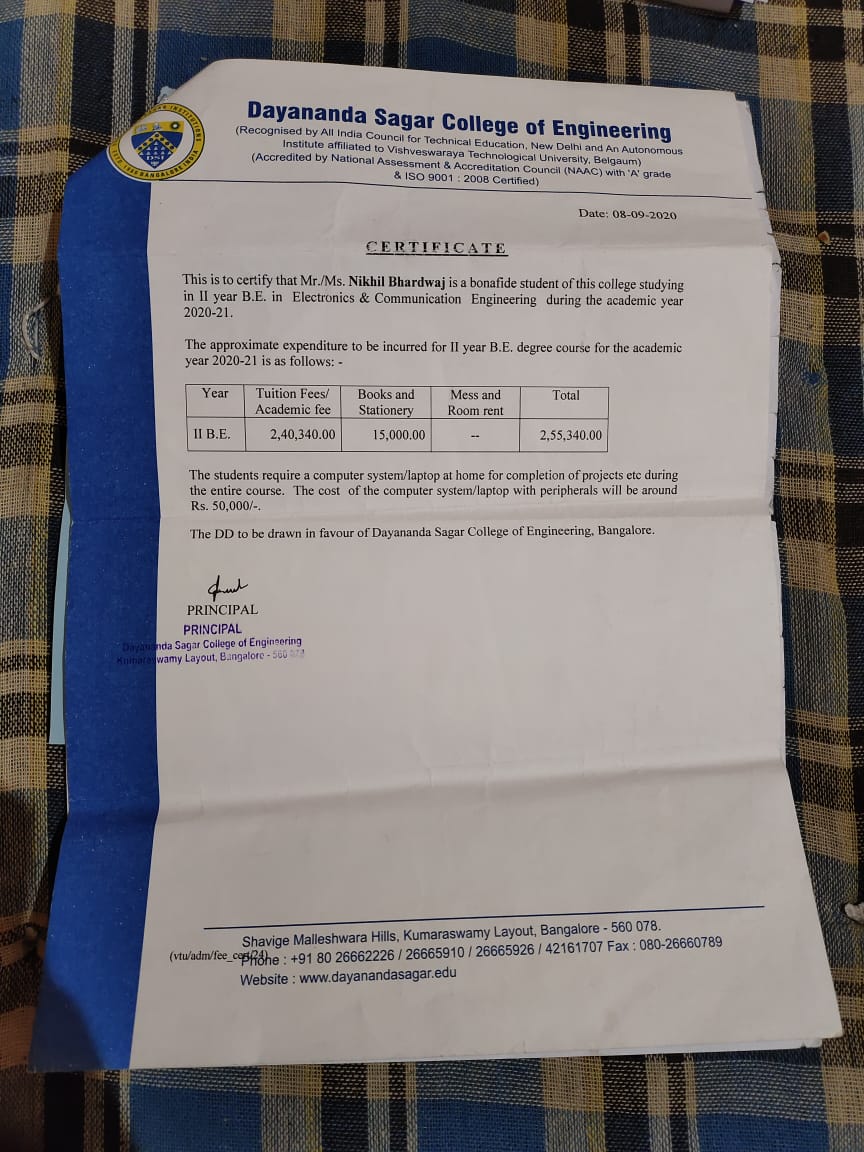 Dayananda Sagar College of Engineering
(Recognised by All India Council for Technical Education, New Delhi and An Autonomous
Institute affiliated to Vishveswaraya Technological University, Belgaum)
(Accredited by National Assessment & Accreditation Council (NAAC) with 'A' grade
& ISO 9001 : 2008 Certified)
DSI
Date: 08-09-2020
CERTIFICATE
This is to certify that Mr./Ms. Nikhil Bhardwaj is a bonafide student of this college studying
in II year B.E. in Electronics & Communication Engineering during the academic year
2020-21.
The approximate expenditure to be incurred for II year B.E. degree course for the academic
year 2020-21 is as follows: -
Year Tuition Fees/ Books and Mess and Total
Academic fee Stationery Room rent
II B.E. 2,40,340.00 15,000.00 -- 2,55,340.00
The students require a computer system/laptop at home for completion of projects etc during
the entire course. The cost of the computer system/laptop with peripherals will be around
Rs. 50,000/-.
The DD to be drawn in favour of Dayananda Sagar College of Engineering, Bangalore.
PRINCIPAL
PRINCIPAL
Dayananda Sagar College of Engineering
Kumaraswamy Layout, Bangalore - 560 078
Shavige Malleshwara Hills, Kumaraswamy Layout, Bangalore - 560 078.
(vtu/adm/fee_cert/24)
Phone : +91 80 26662226 / 26665910 / 26665926 / 42161707 Fax : 080-26660789
Website : www.dayanandasagar.edu